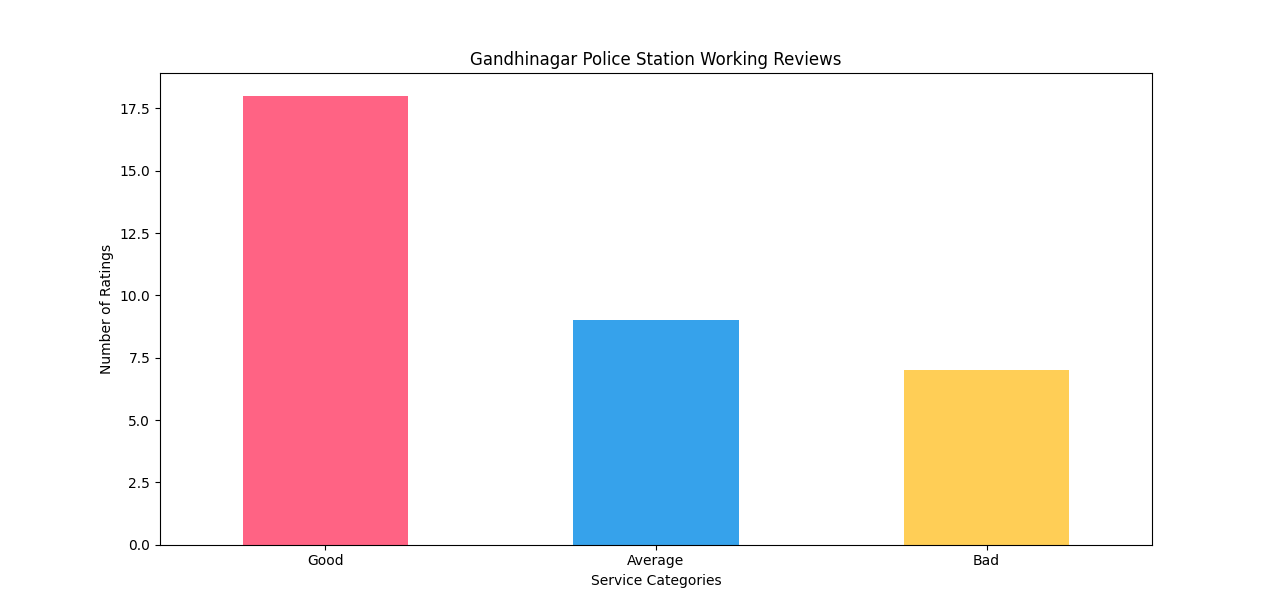 Gandhinagar Police Station Working Reviews
17.5
15.0
12.5
10.0
7.5
5.0
2.5
0.0
Number of Ratings
Good Average Bad
Service Categories